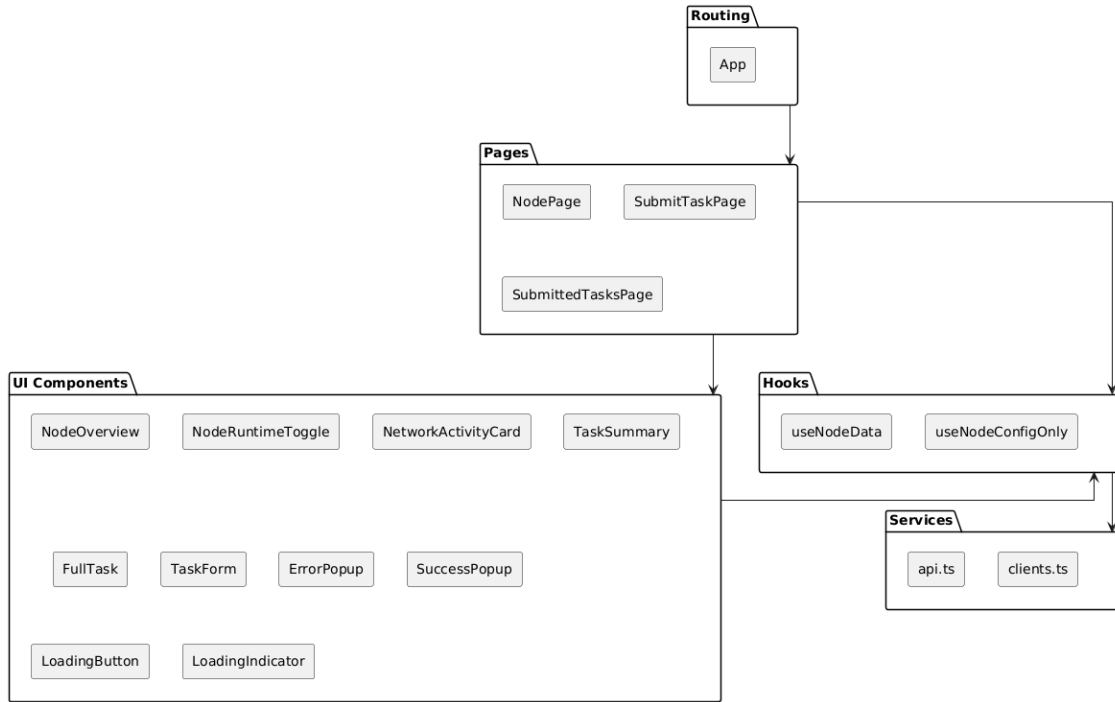 Routing
App
Pages
NodePage SubmitTaskPage
SubmittedTasksPage
UI Components
NodeOverview NodeRuntimeToggle NetworkActivityCard TaskSummary
FullTask TaskForm ErrorPopup SuccessPopup
LoadingButton LoadingIndicator
Hooks
useNodeData useNodeConfigOnly
Services
api.ts clients.ts